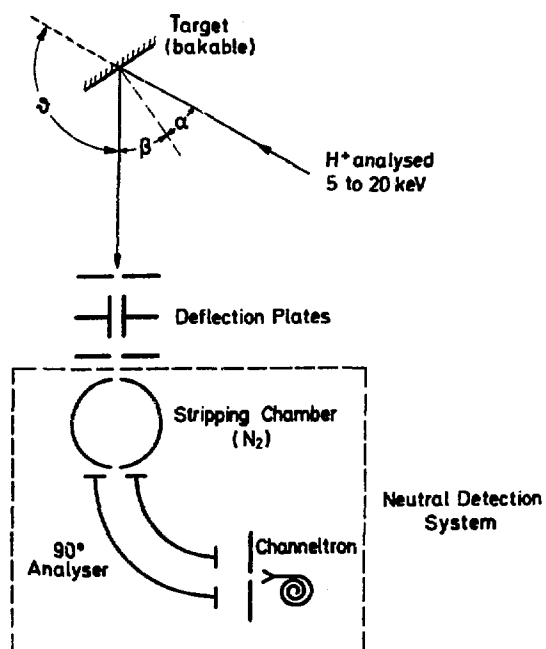 Target
(bakable)
ϑ
β
α
H⁺ analysed
5 to 20 keV
Deflection Plates
Stripping Chamber
(N₂)
Neutral Detection
System
90°
Analyser
Channeltron